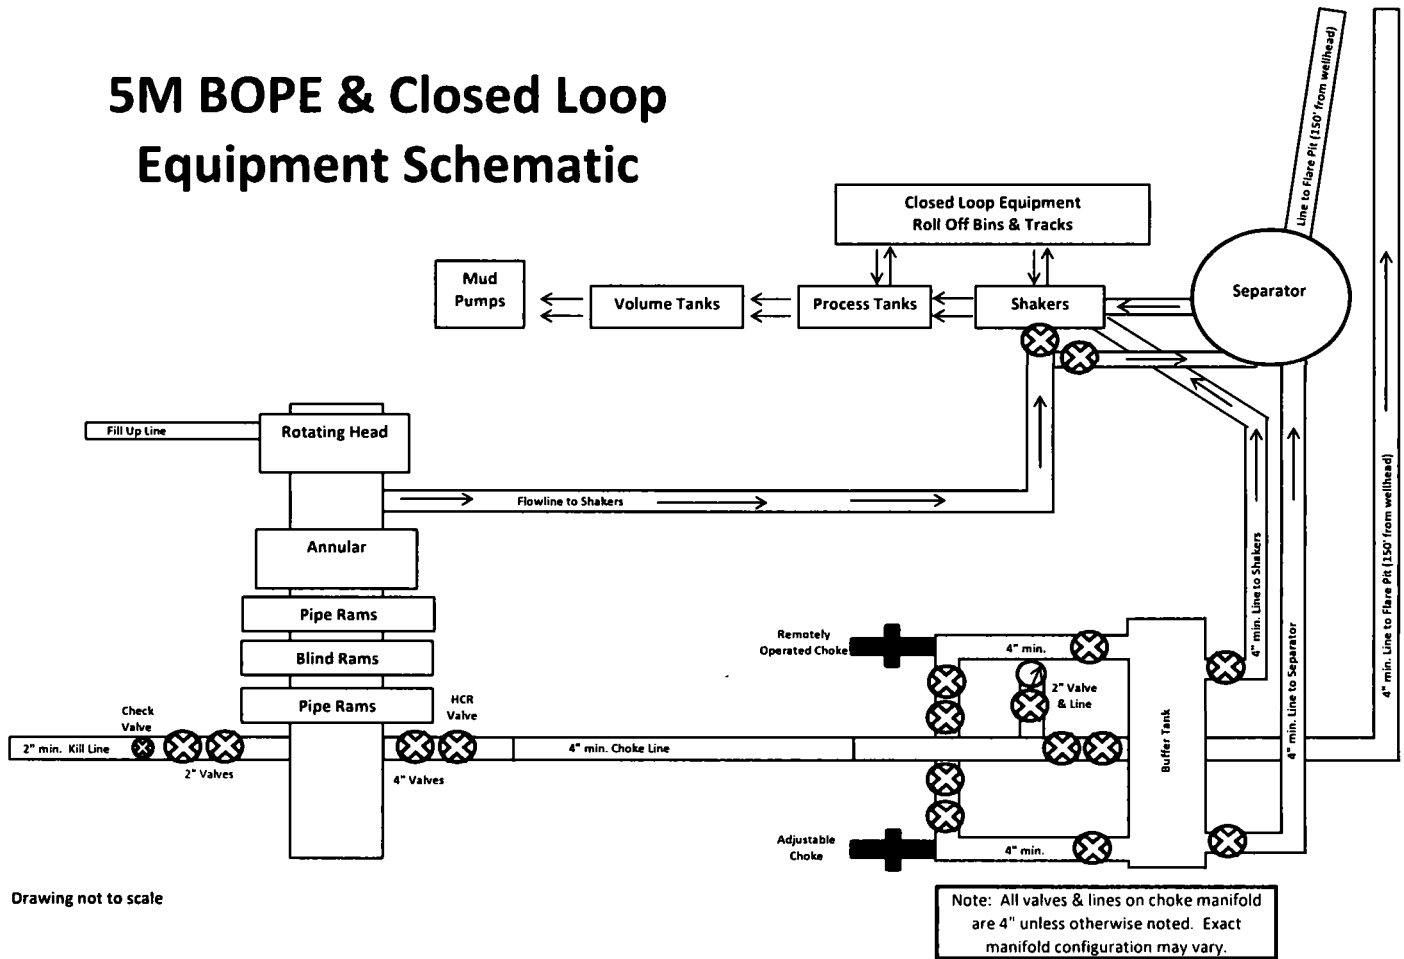 5M BOPE & Closed Loop
Equipment Schematic
Line to Flare Pit (150' from wellhead)
Closed Loop Equipment
Roll Off Bins & Tracks
Mud
Pumps
Volume Tanks
Process Tanks
Shakers
Separator
Fill Up Line
Rotating Head
Flowline to Shakers
Annular
Pipe Rams
Blind Rams
Pipe Rams
Check
Valve
HCR
Valve
2" min. Kill Line
2" Valves
4" Valves
4" min. Choke Line
Remotely
Operated Choke
4" min.
2" Valve
& Line
Buffer Tank
4" min. Line to Shakers
4" min. Line to Separator
4" min. Line to Flare Pit (150' from wellhead)
Adjustable
Choke
4" min.
Drawing not to scale
Note: All valves & lines on choke manifold
are 4" unless otherwise noted. Exact
manifold configuration may vary.